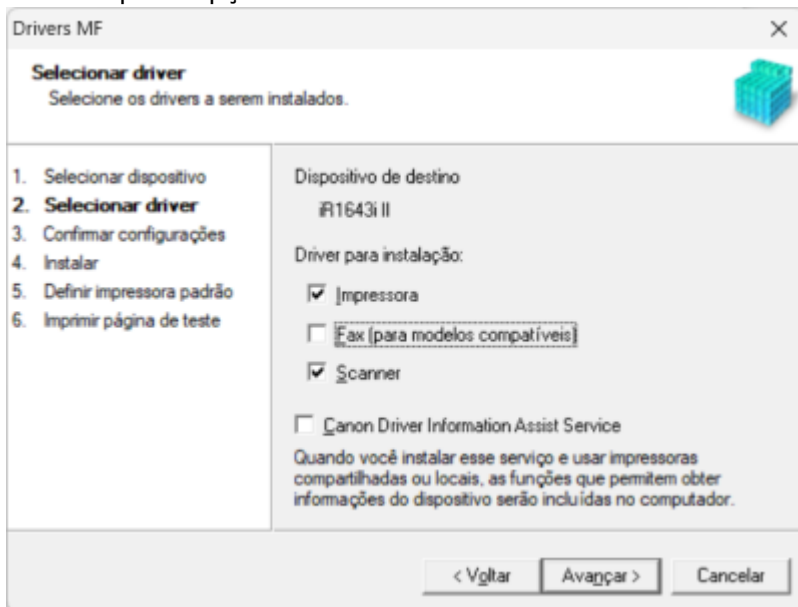 Drivers MF
Selecionar driver
Selecione os drivers a serem instalados.
1. Selecionar dispositivo
2. Selecionar driver
3. Confirmar configurações
4. Instalar
5. Definir impressora padrão
6. Imprimir página de teste
Dispositivo de destino
iR1643i II
Driver para instalação:
Impressora
Fax (para modelos compatíveis)
Scanner
Canon Driver Information Assist Service
Quando você instalar esse serviço e usar impressoras
compartilhadas ou locais, as funções que permitem obter
informações do dispositivo serão incluídas no computador.
< Voltar
Avançar >
Cancelar